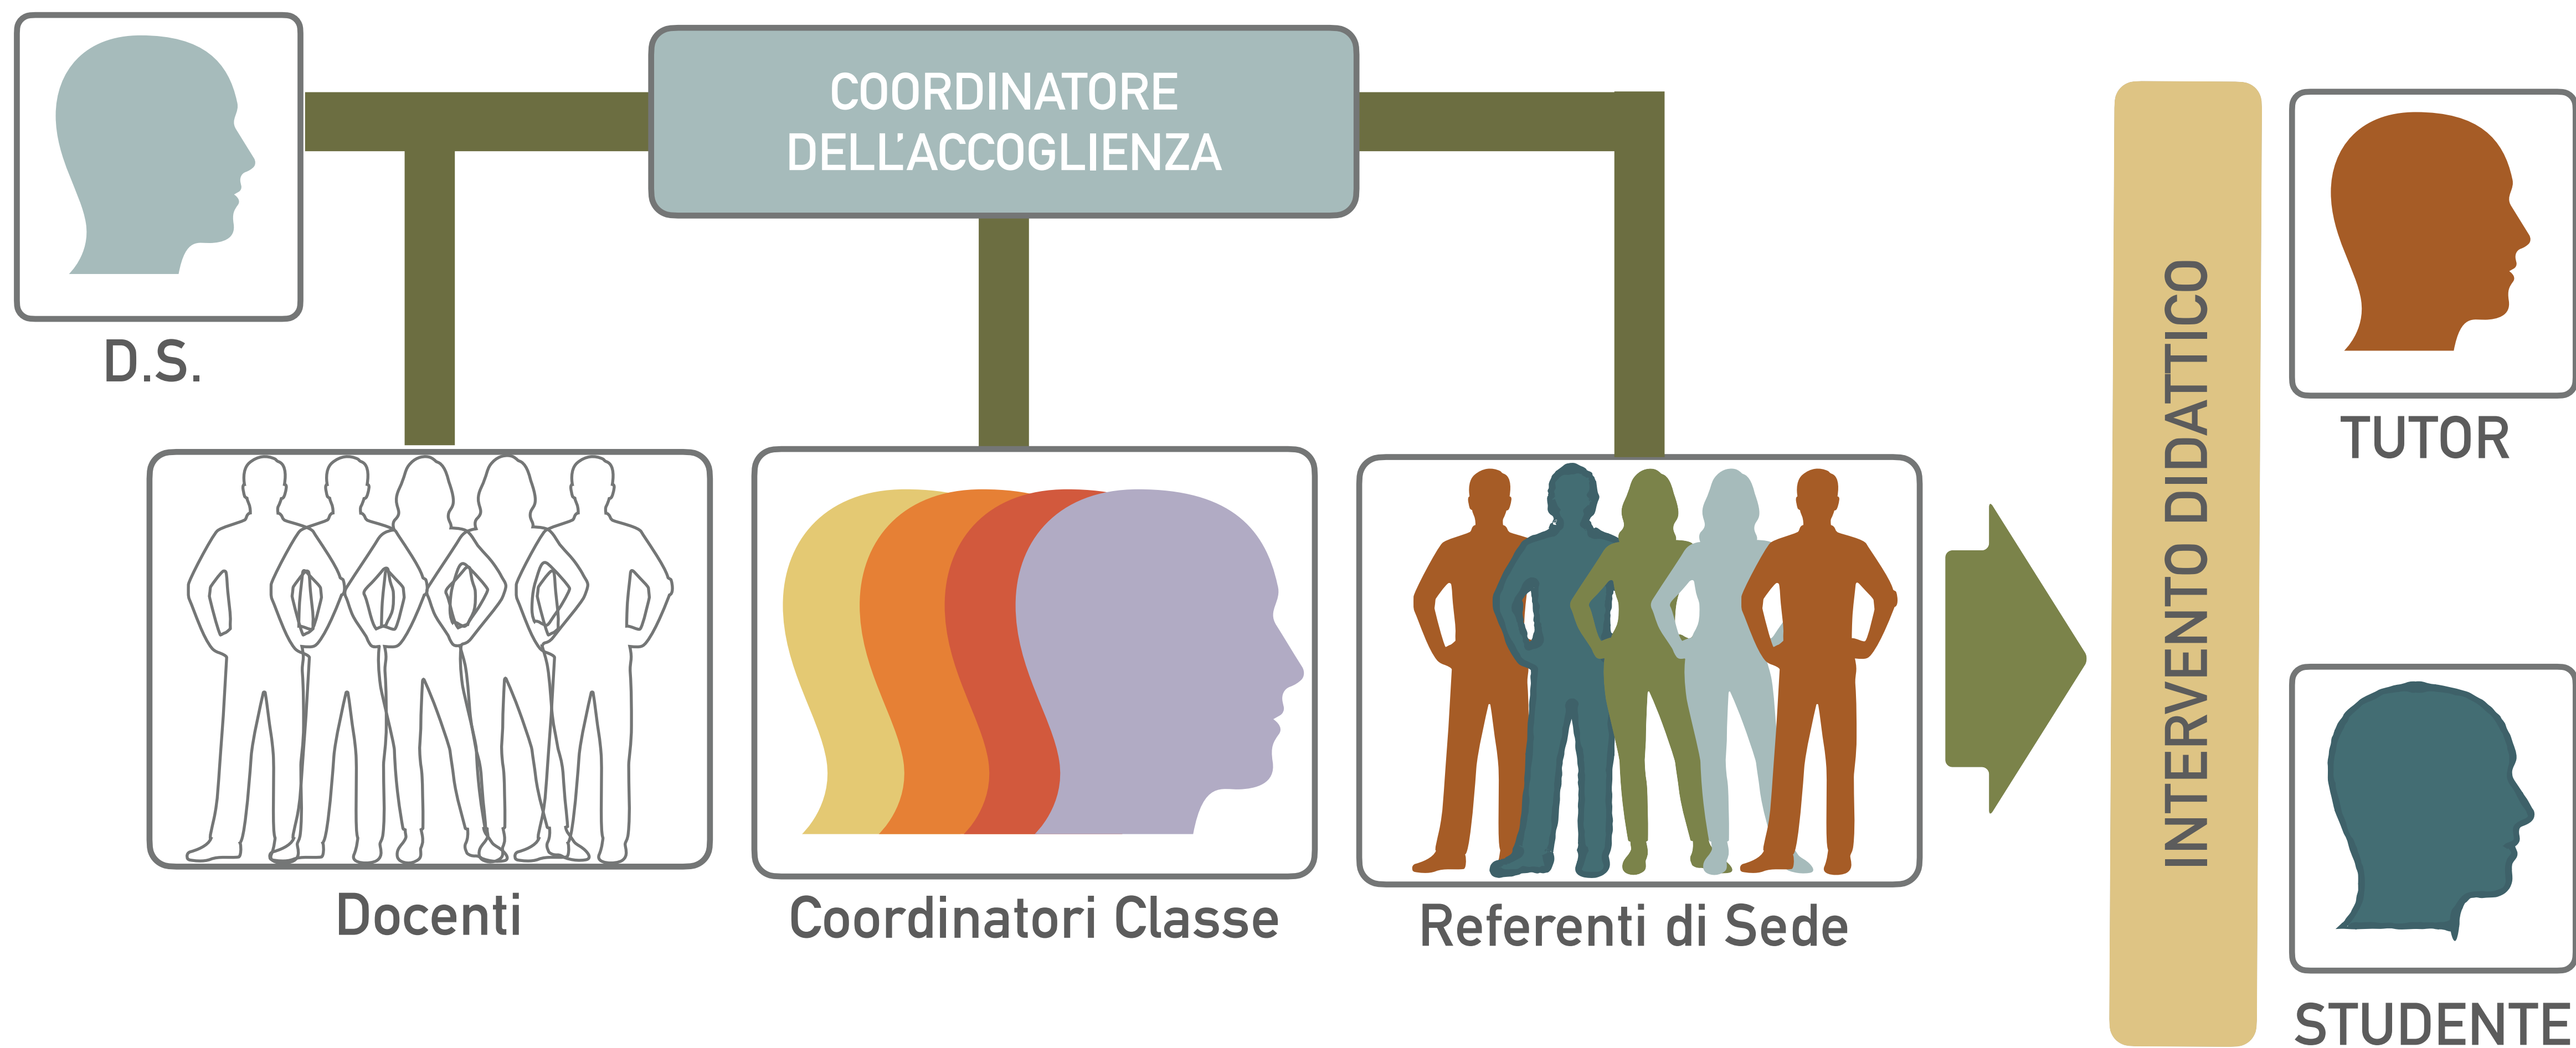 COORDINATORE
DELL'ACCOGLIENZA
D.S.
Docenti
Coordinatori Classe
Referenti di Sede
INTERVENTO DIDATTICO
TUTOR
STUDENTE